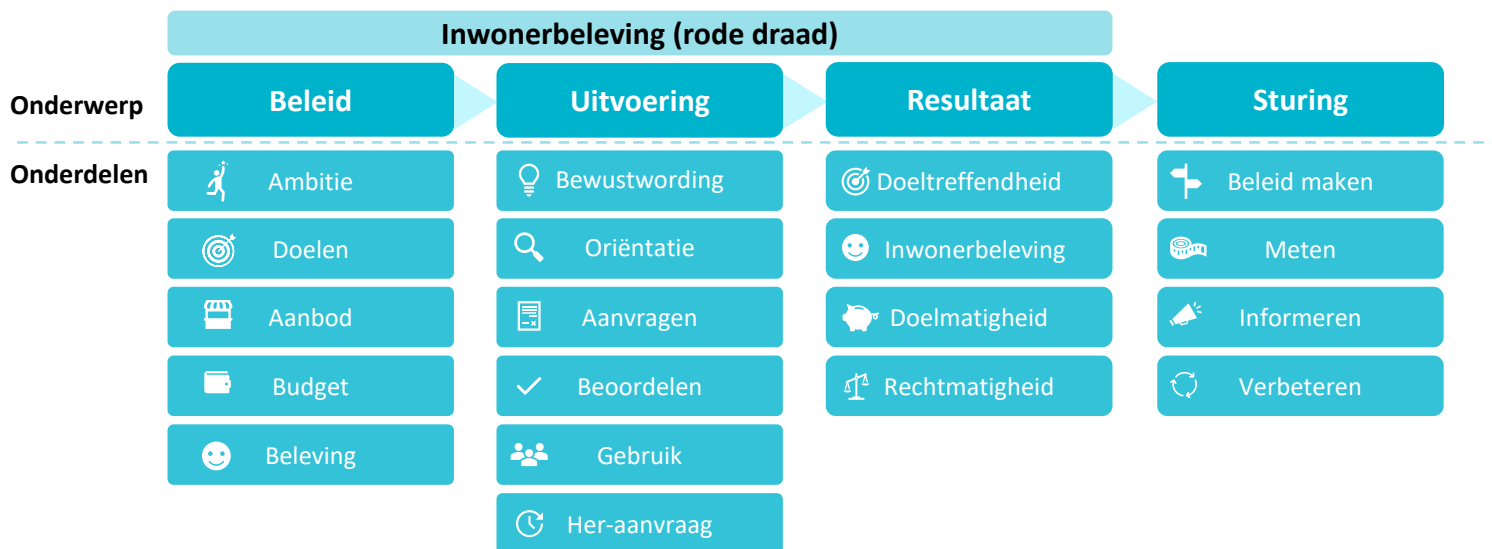 Inwonerbeleving (rode draad)
Onderwerp
Beleid
Uitvoering
Resultaat
Sturing
Onderdelen
Ambitie
Doelen
Aanbod
Budget
Beleving
Bewustwording
Oriëntatie
Aanvragen
Beoordelen
Gebruik
Her-aanvraag
Doeltreffendheid
Inwonerbeleving
Doelmatigheid
Rechtmatigheid
Beleid maken
Meten
Informeren
Verbeteren